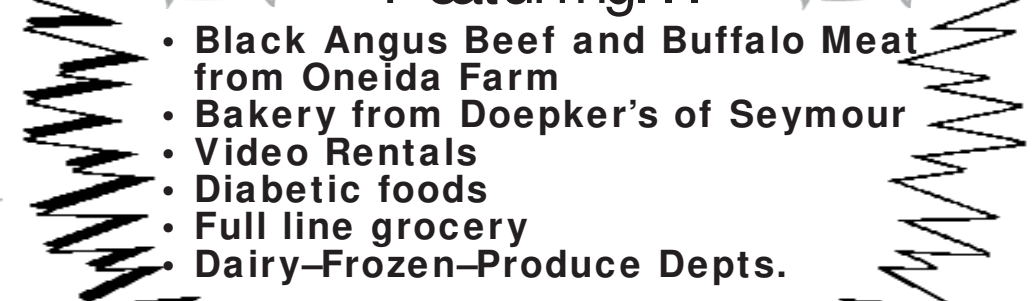 • Black Angus Beef and Buffalo Meat
from Oneida Farm
• Bakery from Doepker’s of Seymour
• Video Rentals
• Diabetic foods
• Full line grocery
• Dairy–Frozen–Produce Depts.